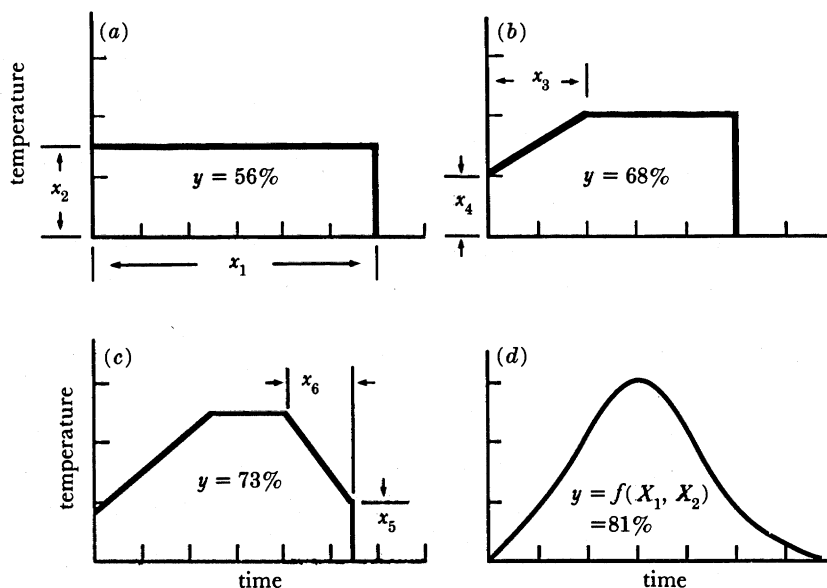 (a)
temperature
x₂
y = 56%
x₁
(b)
x₃
x₄
y = 68%
(c)
temperature
x₆
y = 73%
x₅
time
(d)
y = f(X₁, X₂)
=81%
time